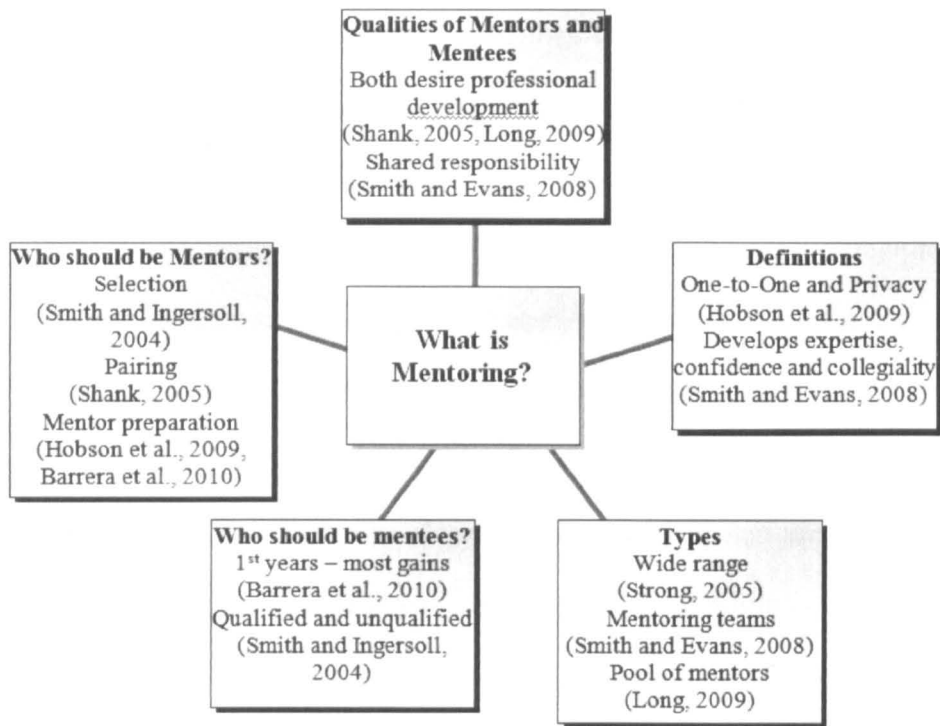 Qualities of Mentors and
Mentees
Both desire professional
development
(Shank, 2005, Long, 2009)
Shared responsibility
(Smith and Evans, 2008)
Who should be Mentors?
Selection
(Smith and Ingersoll,
2004)
Pairing
(Shank, 2005)
Mentor preparation
(Hobson et al., 2009,
Barrera et al., 2010)
What is
Mentoring?
Definitions
One-to-One and Privacy
(Hobson et al., 2009)
Develops expertise,
confidence and collegiality
(Smith and Evans, 2008)
Who should be mentees?
1st years – most gains
(Barrera et al., 2010)
Qualified and unqualified
(Smith and Ingersoll,
2004)
Types
Wide range
(Strong, 2005)
Mentoring teams
(Smith and Evans, 2008)
Pool of mentors
(Long, 2009)